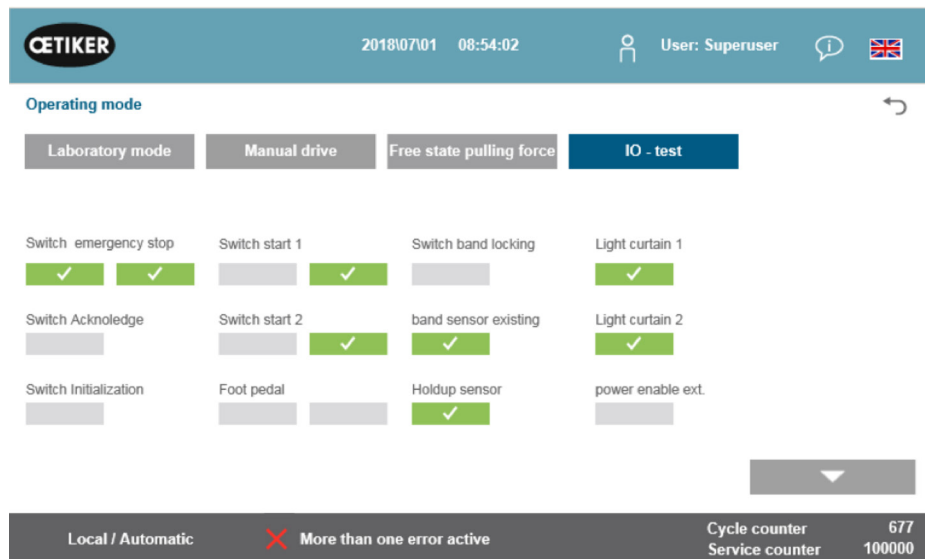 ŒTIKER
2018\07\01 08:54:02
User: Superuser
Operating mode
Laboratory mode
Manual drive
Free state pulling force
IO - test
Switch emergency stop
Switch start 1
Switch band locking
Light curtain 1
Switch Acknoledge
Switch start 2
band sensor existing
Light curtain 2
Switch Initialization
Foot pedal
Holdup sensor
power enable ext.
Local / Automatic
More than one error active
Cycle counter 677
Service counter 100000